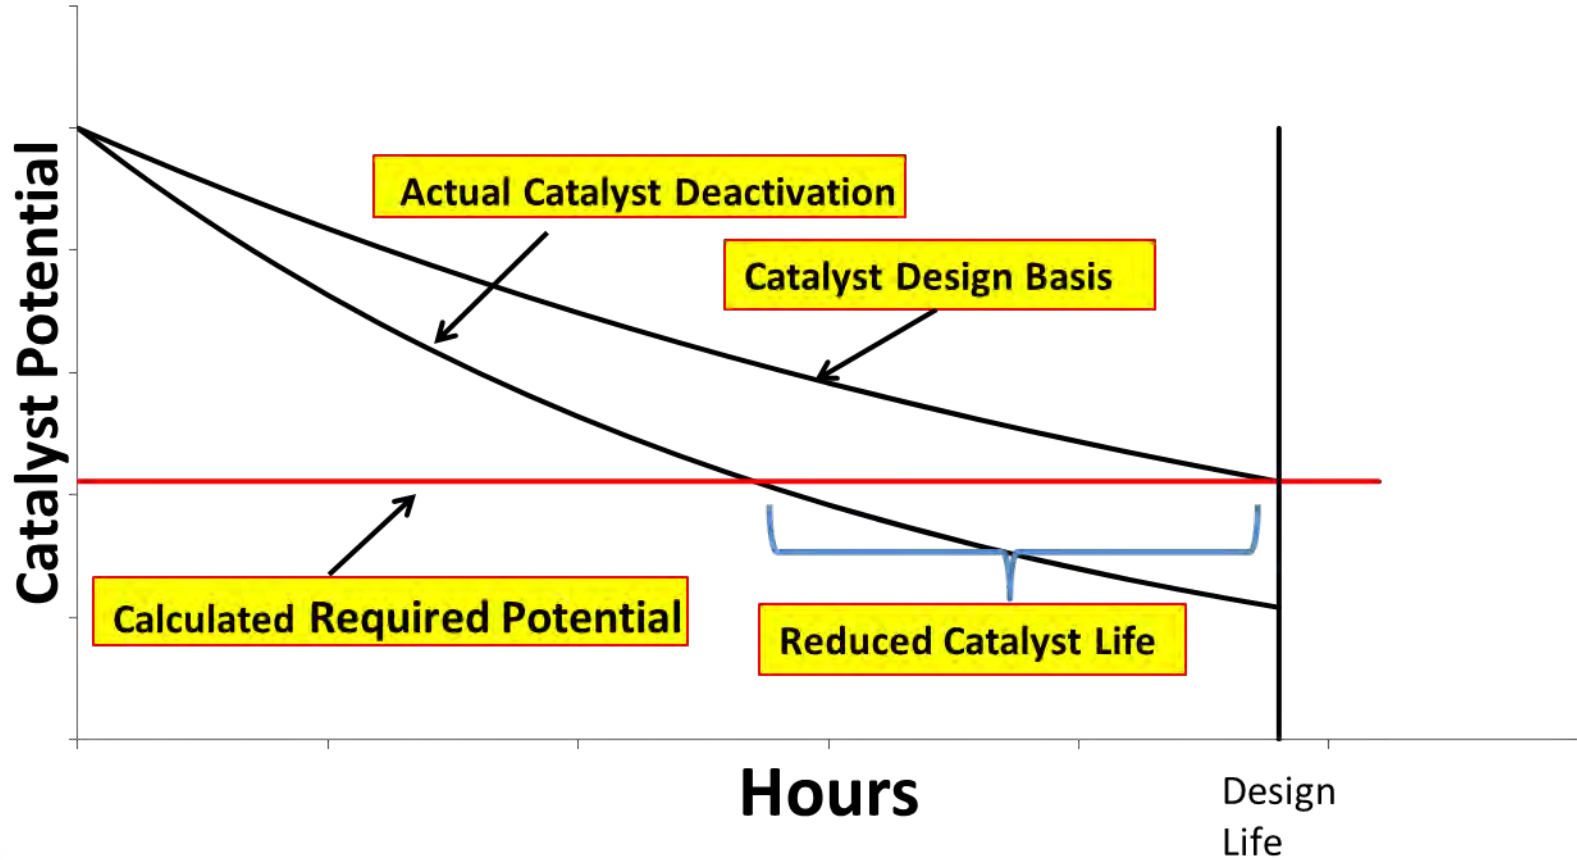 Catalyst Potential
Actual Catalyst Deactivation
Catalyst Design Basis
Calculated Required Potential
Reduced Catalyst Life
Hours
Design
Life